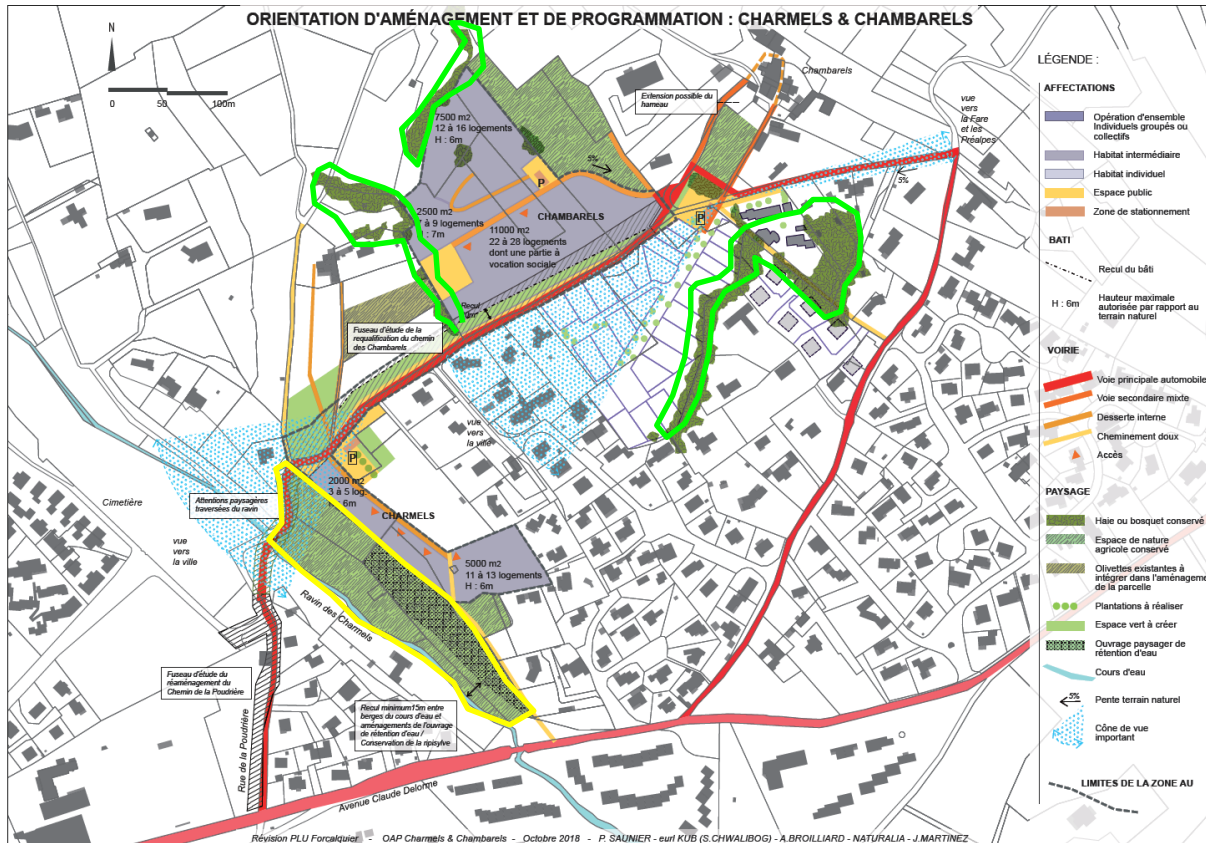 ORIENTATION D'AMÉNAGEMENT ET DE PROGRAMMATION : CHARMELS & CHAMBARELS
N
0 50 100m
7500 m2
12 à 16 logements
H : 6m
Extension possible du
hameau
Chambarels
vue
vers
la Fare
et les
Préalpes
5%
5%
P
2500 m2
à 9 logements
: 7m
CHAMBARELS
11000 m2
22 à 28 logements
dont une partie à
vocation sociale
P
Recul
Fuseau d'étude de la
requalification du chemin
des Chambarels
vue
vers
la ville
P
2000 m2
3 à 5 log.
6m
CHARMELS
Cimetière
Attentions paysagères
traversées du ravin
vue
vers
la ville
5000 m2
11 à 13 logements
H : 6m
Ravin des Charmels
Fuseau d'étude du
réaménagement du
Chemin de la Poudrière
Recul minimum15m entre
berges du cours d'eau et
aménagements de l'ouvrage
de rétention d'eau /
Conservation de la ripisylve
Rue de la Poudrière
Avenue Claude Delorme
LÉGENDE :
AFFECTATIONS
Opération d'ensemble
Individuels groupés ou
collectifs
Habitat intermédiaire
Habitat individuel
Espace public
Zone de stationnement
BATI
Recul du bâti
H : 6m
Hauteur maximale
autorisée par rapport au
terrain naturel
VOIRIE
Voie principale automobile
Voie secondaire mixte
Desserte interne
Cheminement doux
Accès
PAYSAGE
Haie ou bosquet conservé
Espace de nature
agricole conservé
Olivettes existantes à
intégrer dans l'aménageme
de la parcelle
Plantations à réaliser
Espace vert à créer
Ouvrage paysager de
rétention d'eau
Cours d'eau
5%
Pente terrain naturel
Cône de vue
important
LIMITES DE LA ZONE AU
Révision PLU Forcalquier - OAP Charmels & Chambarels - Octobre 2018 - P. SAUNIER - eurl KUB (S.CHWALIBOG) - A.BROILLIARD - NATURALIA - J.MARTINEZ